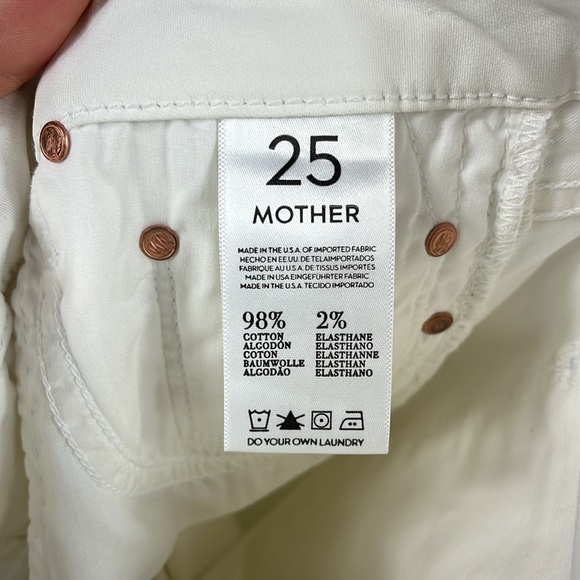 25
MOTHER
MADE IN THE U.S.A. OF IMPORTED FABRIC
HECHO EN EE.UU. DE TELA IMPORTADOS
FABRIQUE AU U.S.A. DE TISSUS IMPORTÉS
MADE IN USA EINGEFÜHRTER FABRIC
MADE IN U.S.A. TECIDO IMPORTADO
98% 2%
COTTON ELASTHANE
ALGODÓN ELASTHANO
COTON ELASTHANNE
BAUMWOLLE ELASTHAN
ALGODÃO ELASTHANO
DO YOUR OWN LAUNDRY